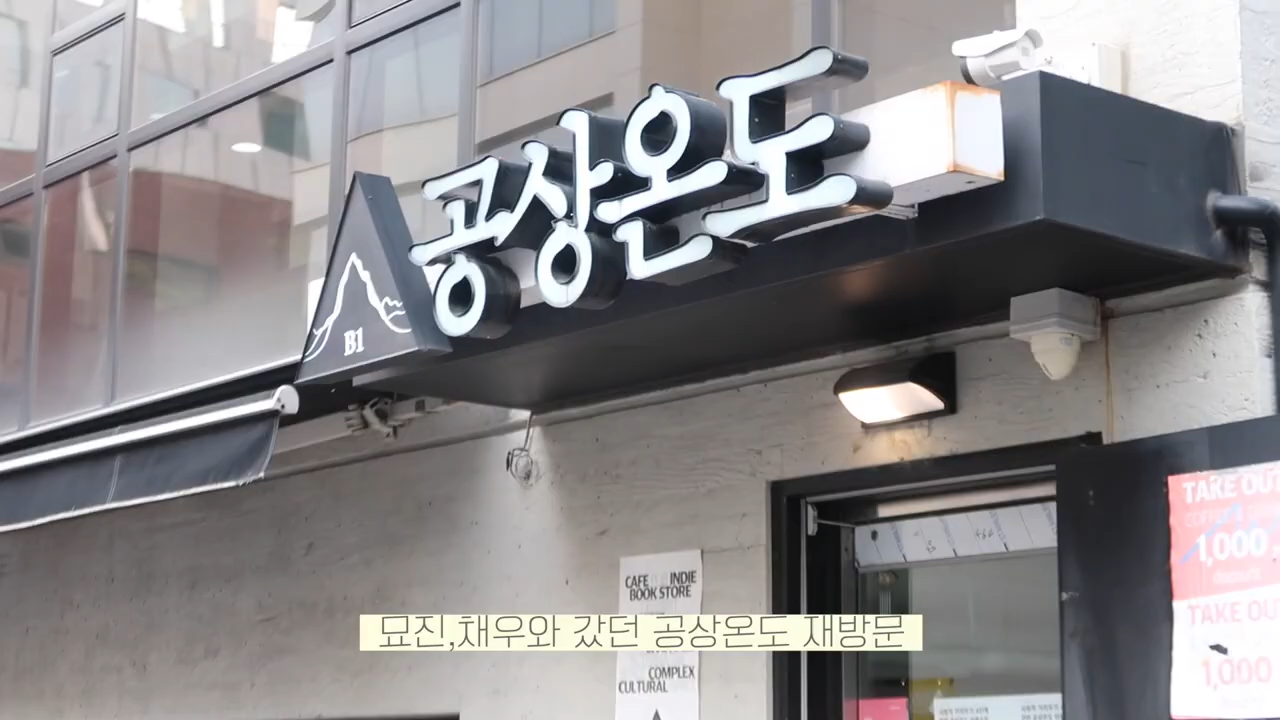 공상온도
B1
CAFE INDIE
BOOK STORE
COMPLEX
CULTURAL
묘진,채우와 갔던 공상온도 재방문
TAKE OUT
1,000
TAKE OU
1,000